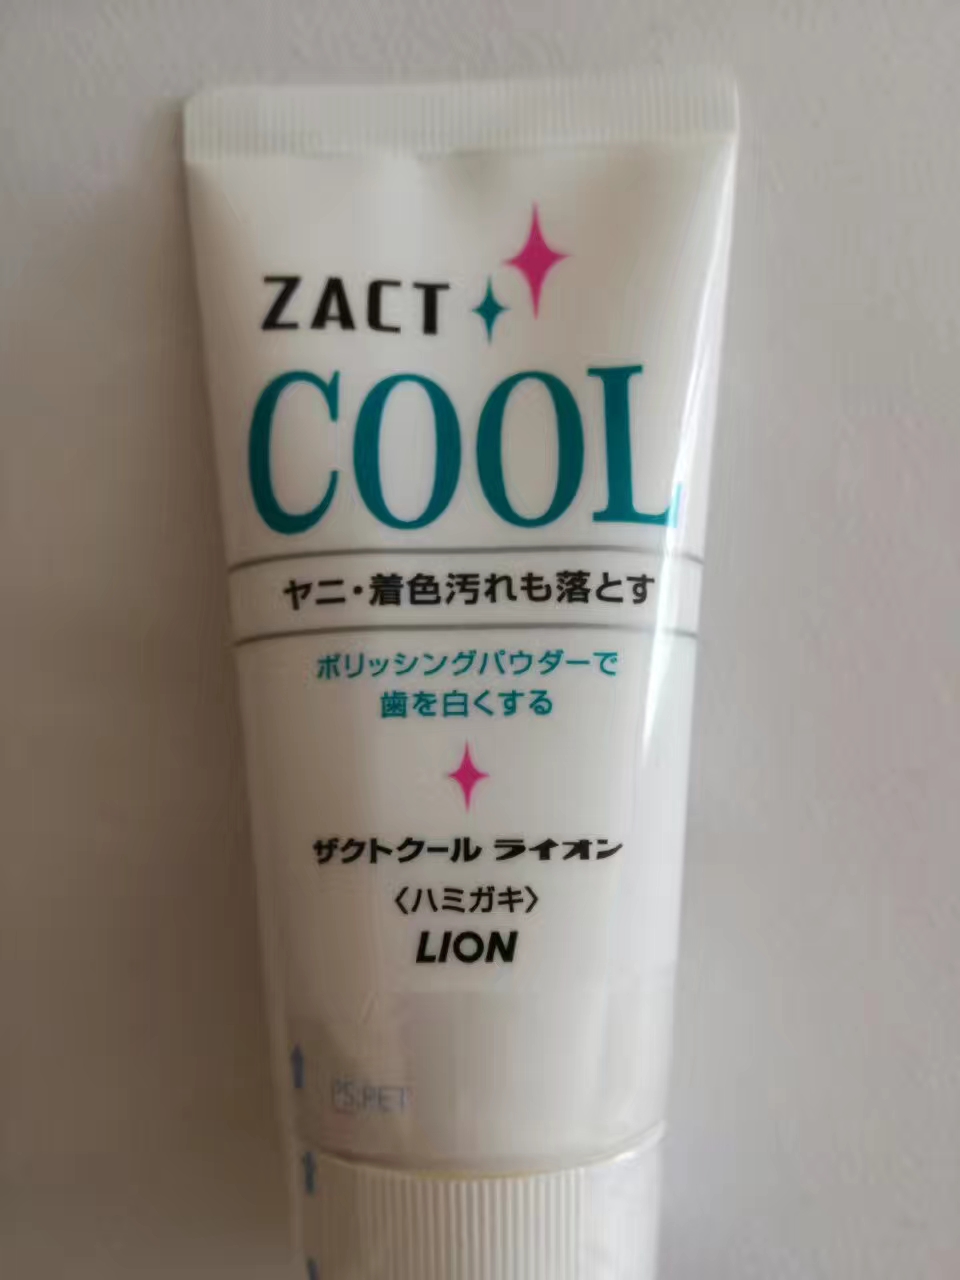 ZACT
COOL
ヤニ・着色汚れも落とす
ポリッシングパウダーで
歯を白くする
ザクトクール ライオン
〈ハミガキ〉
LION
PS:PET